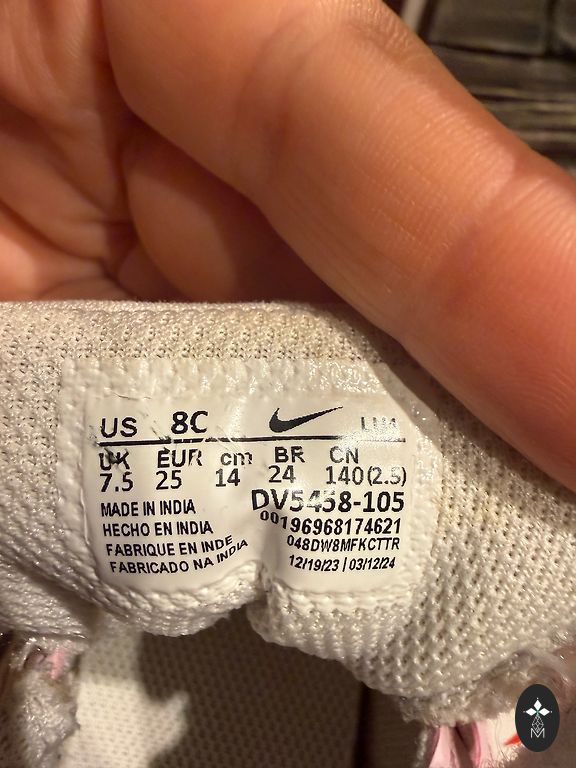 US 8C LUA
UK EUR cm BR CN
7.5 25 14 24 140(2.5)
MADE IN INDIA
HECHO EN INDIA
FABRIQUE EN INDE
FABRICADO NA INDIA
DV5458-105
00196968174621
048DW8MFKCTTR
12/19/23 | 03/12/24
M